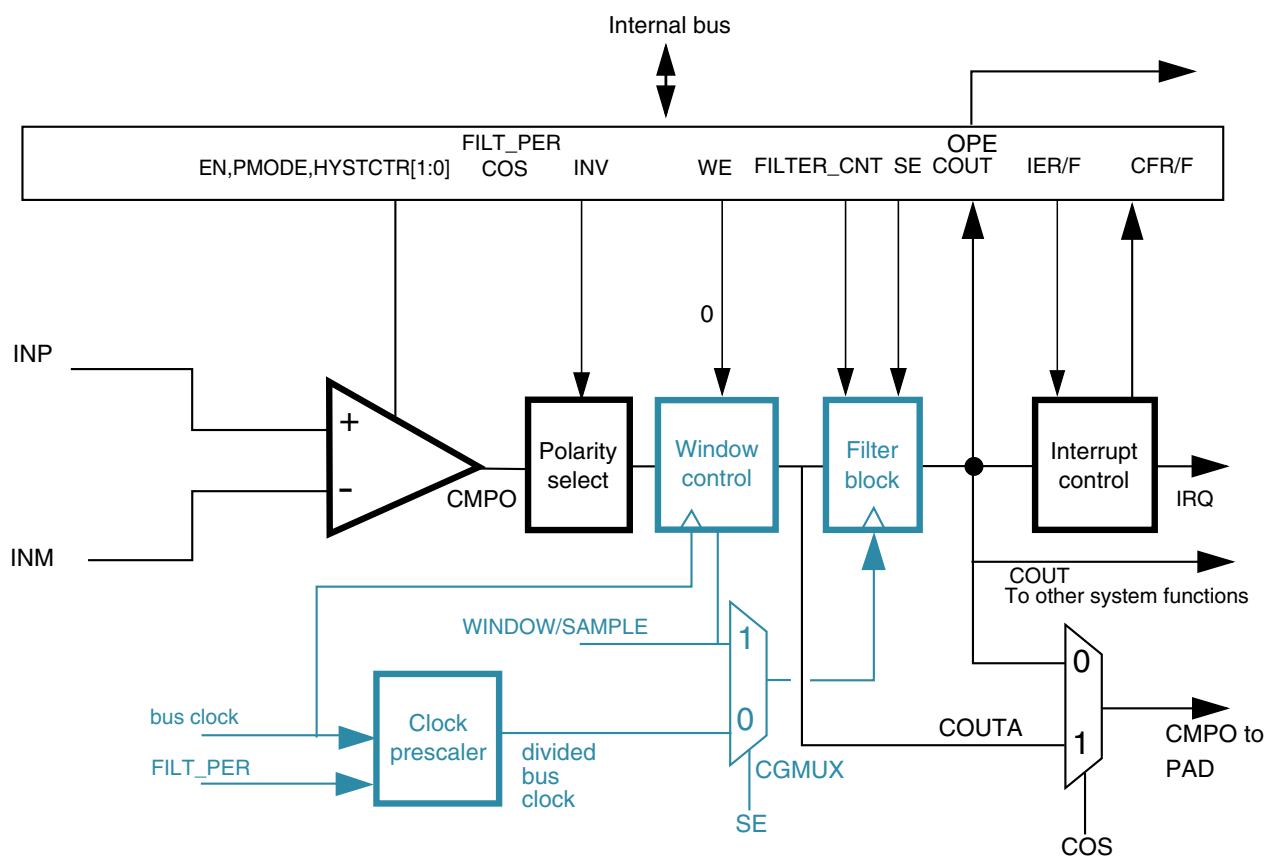 Internal bus
FILT_PER
OPE
EN,PMODE,HYSTCTR[1:0]
COS
INV
WE
FILTER_CNT
SE
COUT
IER/F
CFR/F
0
INP
+
-
INM
CMPO
Polarity
select
Window
control
Filter
block
Interrupt
control
IRQ
COUT
To other system functions
WINDOW/SAMPLE
1
0
CGMUX
SE
bus clock
FILT_PER
Clock
prescaler
divided
bus
clock
COUTA
0
1
CMPO to
PAD
COS